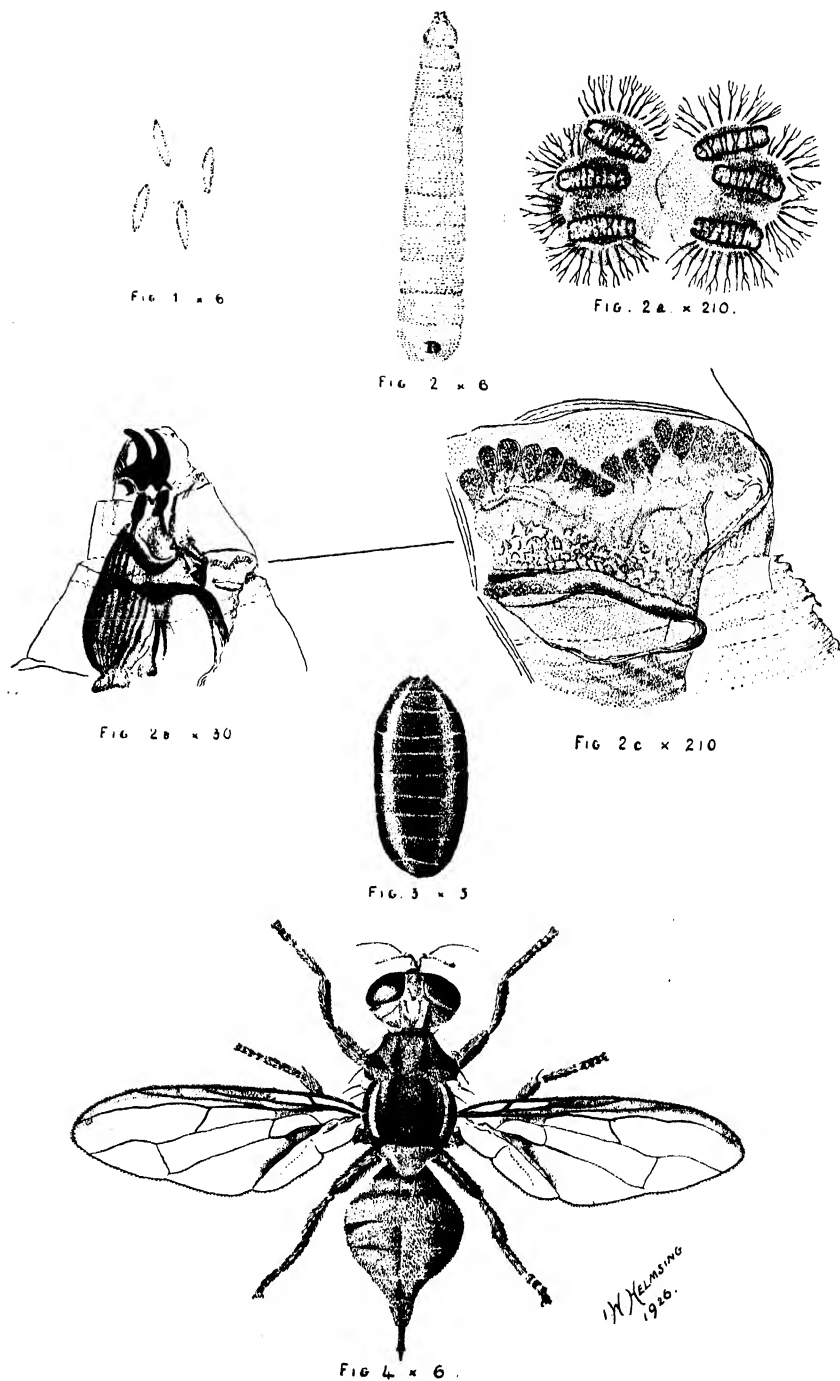 FIG 1 × 6
FIG 2 × 6
FIG. 2a × 210.
FIG 2B × 30
FIG 2c × 210
FIG. 3 × 5
I W HELMSING
1926.
FIG 4 × 6.